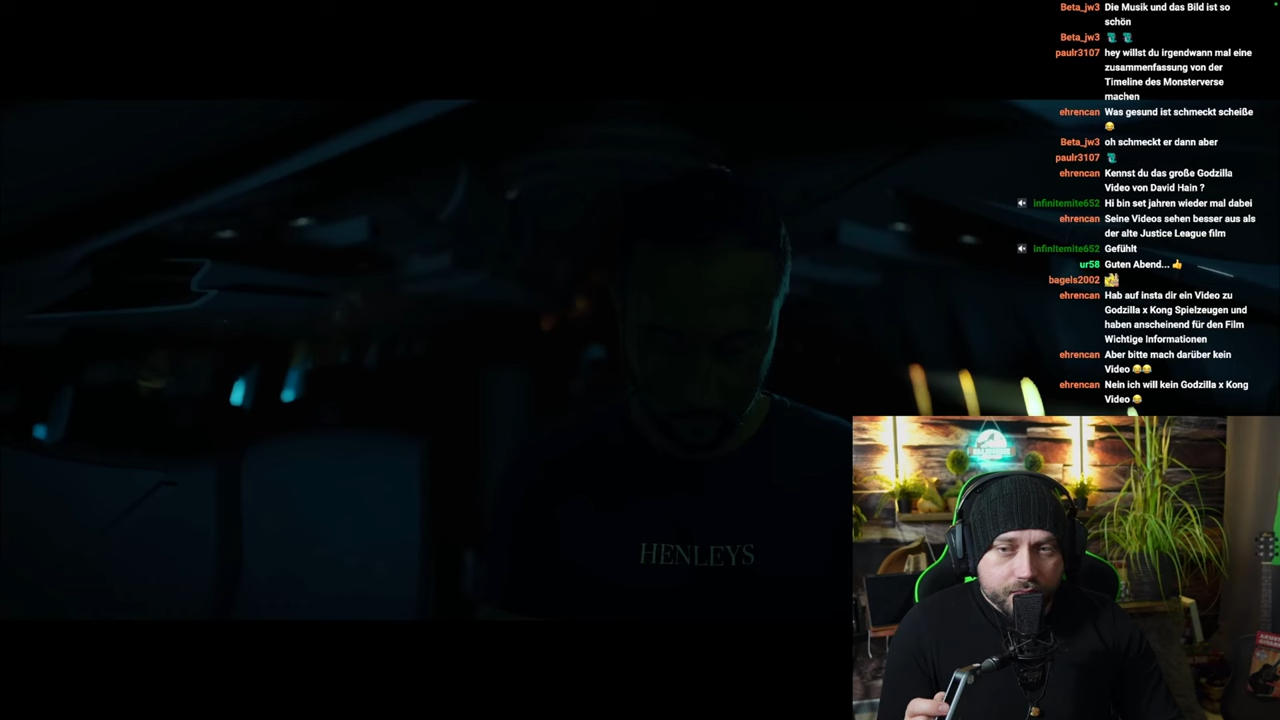 Beta_jw3 Die Musik und das Bild ist so
schön
Beta_jw3
paulr3107 hey willst du irgendwann mal eine
zusammenfassung von der
Timeline des Monsterverse
machen
ehrencan Was gesund ist schmeckt scheiße
😂
Beta_jw3 oh schmeckt er dann aber
paulr3107
ehrencan Kennst du das große Godzilla
Video von David Hain ?
infinitemite652 Hi bin set jahren wieder mal dabei
ehrencan Seine Videos sehen besser aus als
der alte Justice League film
infinitemite652 Gefühlt
ur58 Guten Abend... 👍
bagels2002
ehrencan Hab auf insta dir ein Video zu
Godzilla x Kong Spielzeugen und
haben anscheinend für den Film
Wichtige Informationen
ehrencan Aber bitte mach darüber kein
Video 😂😂
ehrencan Nein ich will kein Godzilla x Kong
Video 😂
HENLEYS